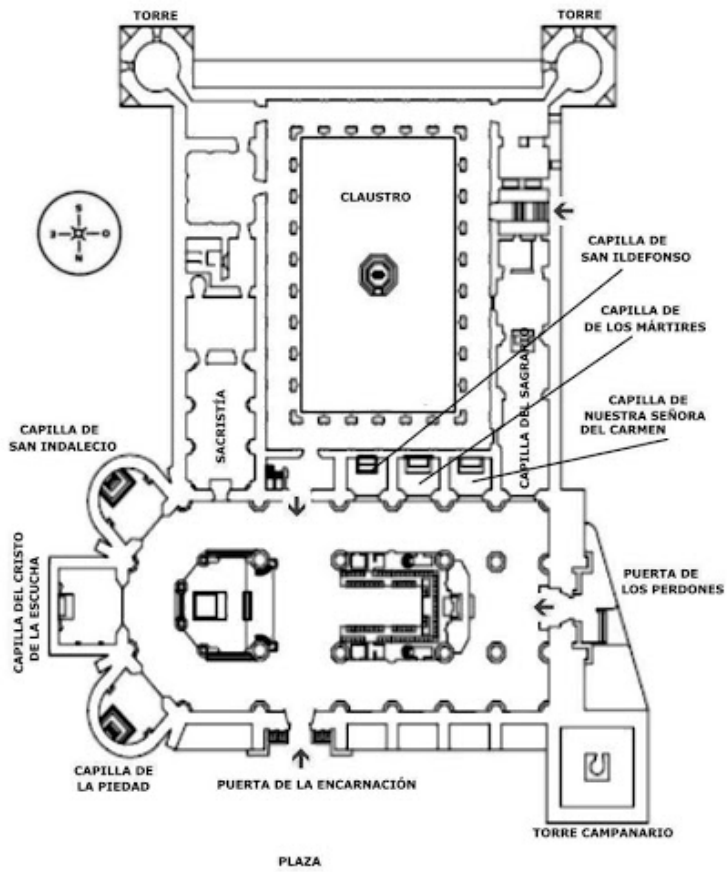 TORRE
TORRE
CLAUSTRO
S
E
O
N
CAPILLA DE
SAN ILDEFONSO
CAPILLA DE
DE LOS MÁRTIRES
CAPILLA DE
NUESTRA SEÑORA
DEL CARMEN
CAPILLA DEL SAGRARIO
SACRISTÍA
CAPILLA DE
SAN INDALECIO
CAPILLA DEL CRISTO
DE LA ESCUCHA
PUERTA DE
LOS PERDONES
CAPILLA DE
LA PIEDAD
PUERTA DE LA ENCARNACIÓN
TORRE CAMPANARIO
PLAZA